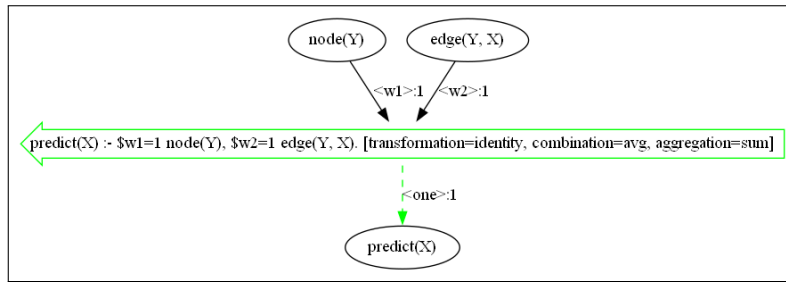 node(Y)
edge(Y, X)
<w1>:1
<w2>:1
predict(X) :- $w1=1 node(Y), $w2=1 edge(Y, X). [transformation=identity, combination=avg, aggregation=sum]
<one>:1
predict(X)